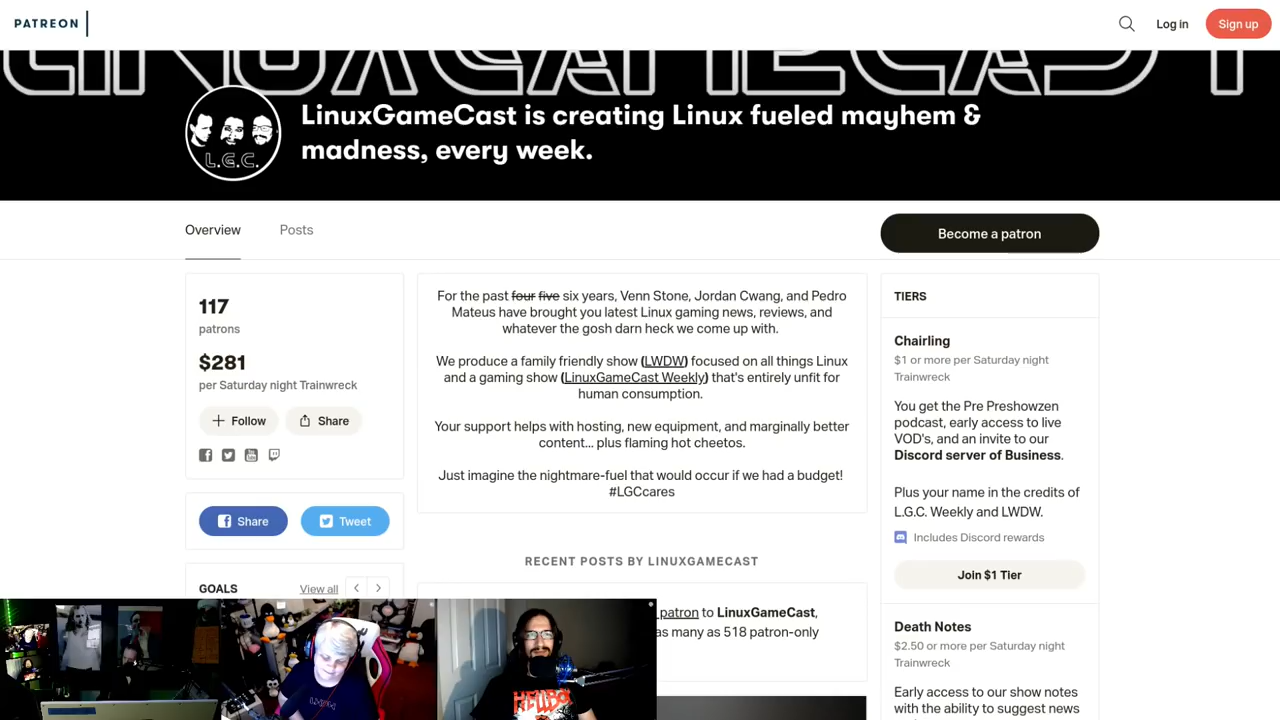 PATREON
Log in
Sign up
LINUXGAMECAST
LinuxGameCast is creating Linux fueled mayhem &
madness, every week.
L.G.C.
Overview
Posts
Become a patron
117
patrons
$281
per Saturday night Trainwreck
Follow
Share
Share
Tweet
GOALS
View all
For the past four five six years, Venn Stone, Jordan Cwang, and Pedro
Mateus have brought you latest Linux gaming news, reviews, and
whatever the gosh darn heck we come up with.
We produce a family friendly show (LWDW) focused on all things Linux
and a gaming show (LinuxGameCast Weekly) that's entirely unfit for
human consumption.
Your support helps with hosting, new equipment, and marginally better
content... plus flaming hot cheetos.
Just imagine the nightmare-fuel that would occur if we had a budget!
#LGCcares
RECENT POSTS BY LINUXGAMECAST
patron to LinuxGameCast,
as many as 518 patron-only
TIERS
Chairling
$1 or more per Saturday night
Trainwreck
You get the Pre Preshowzen
podcast, early access to live
VOD's, and an invite to our
Discord server of Business.
Plus your name in the credits of
L.G.C. Weekly and LWDW.
Includes Discord rewards
Join $1 Tier
Death Notes
$2.50 or more per Saturday night
Trainwreck
Early access to our show notes
with the ability to suggest news
HELLBOY